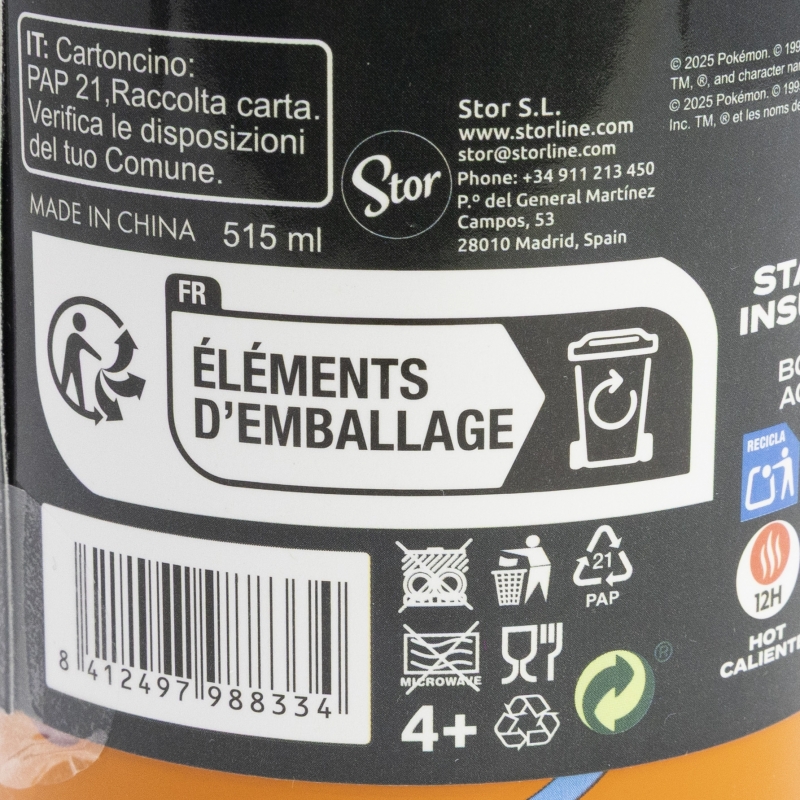 IT: Cartoncino:
PAP 21,Raccolta carta.
Verifica le disposizioni
del tuo Comune.
MADE IN CHINA 515 ml
Stor
Stor S.L.
www.storline.com
stor@storline.com
Phone: +34 911 213 450
P.º del General Martínez
Campos, 53
28010 Madrid, Spain
© 2025 Pokémon. ©
TM, ®, and character
© 2025 Pokémon. ©
Inc. TM, ® et les noms
FR
ÉLÉMENTS
D'EMBALLAGE
RECICLA
12H
HOT
CALIENTE
8 412497 988334
21
PAP
MICROWAVE
4+
®